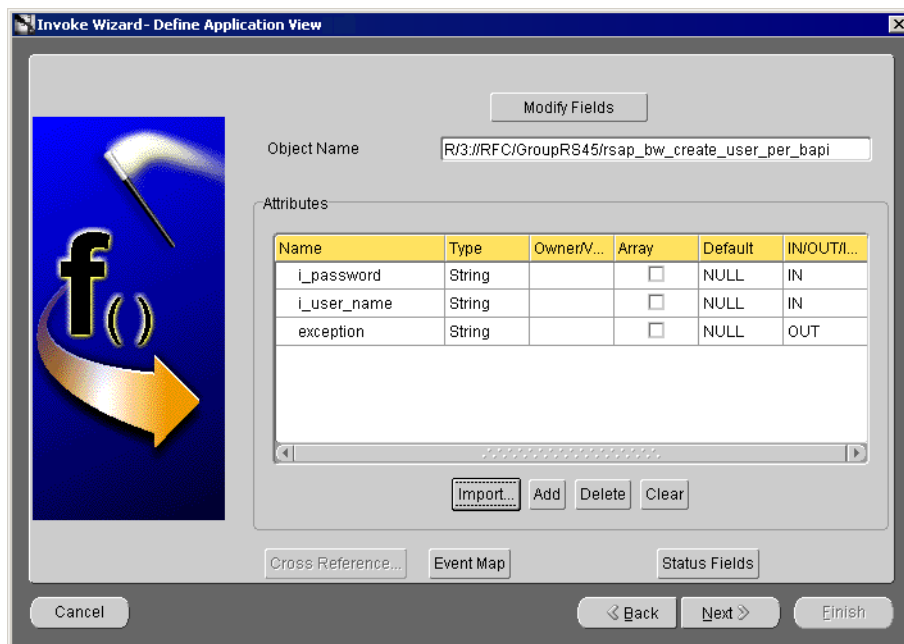 Invoke Wizard - Define Application View
Modify Fields
Object Name R/3://RFC/GroupRS45/rsap_bw_create_user_per_bapi
Attributes
Name Type Owner/V... Array Default IN/OUT/I...
i_password String NULL IN
i_user_name String NULL IN
exception String NULL OUT
f()
Import... Add Delete Clear
Cross Reference... Event Map Status Fields
Cancel Back Next Finish